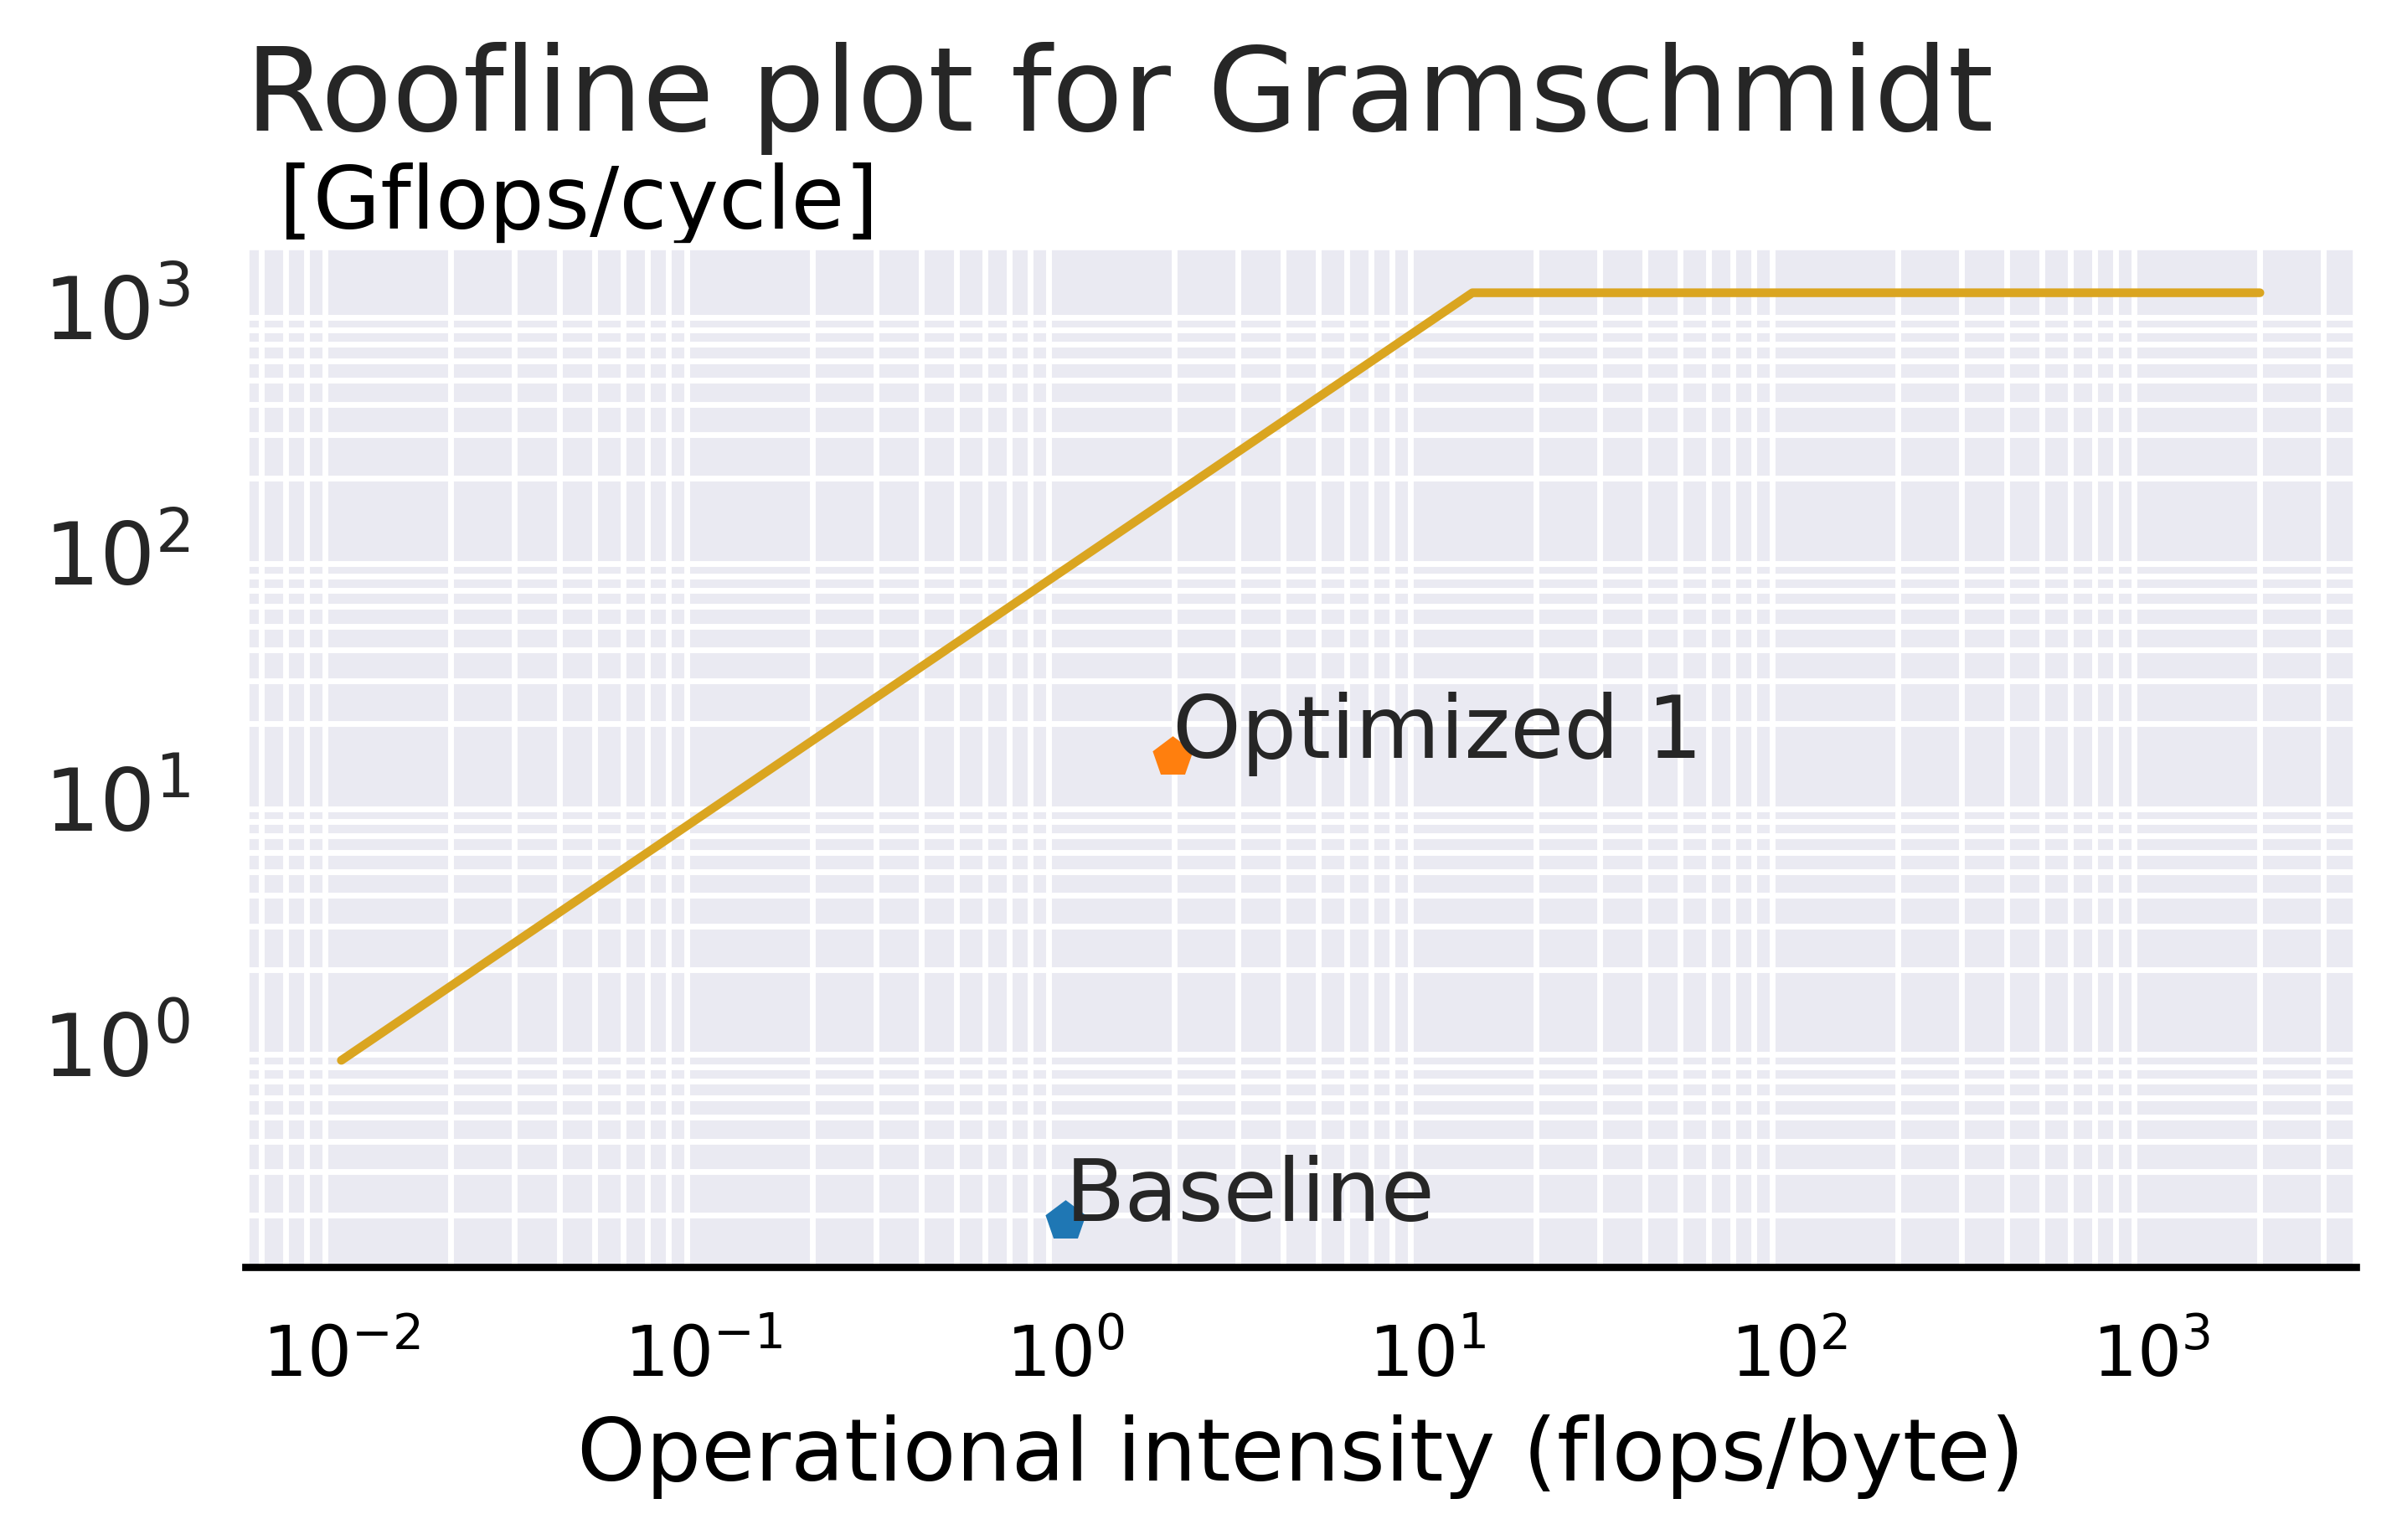 Roofline plot for Gramschmidt
[Gflops/cycle]
10³
10²
10¹
10⁰
Optimized 1
Baseline
10⁻² 10⁻¹ 10⁰ 10¹ 10² 10³
Operational intensity (flops/byte)